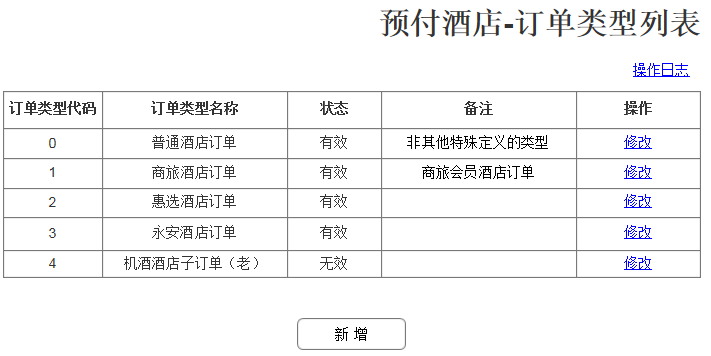 预付酒店-订单类型列表
操作日志
订单类型代码 订单类型名称 状态 备注 操作
0 普通酒店订单 有效 非其他特殊定义的类型 修改
1 商旅酒店订单 有效 商旅会员酒店订单 修改
2 惠选酒店订单 有效 修改
3 永安酒店订单 有效 修改
4 机酒酒店子订单（老） 无效 修改
新 增